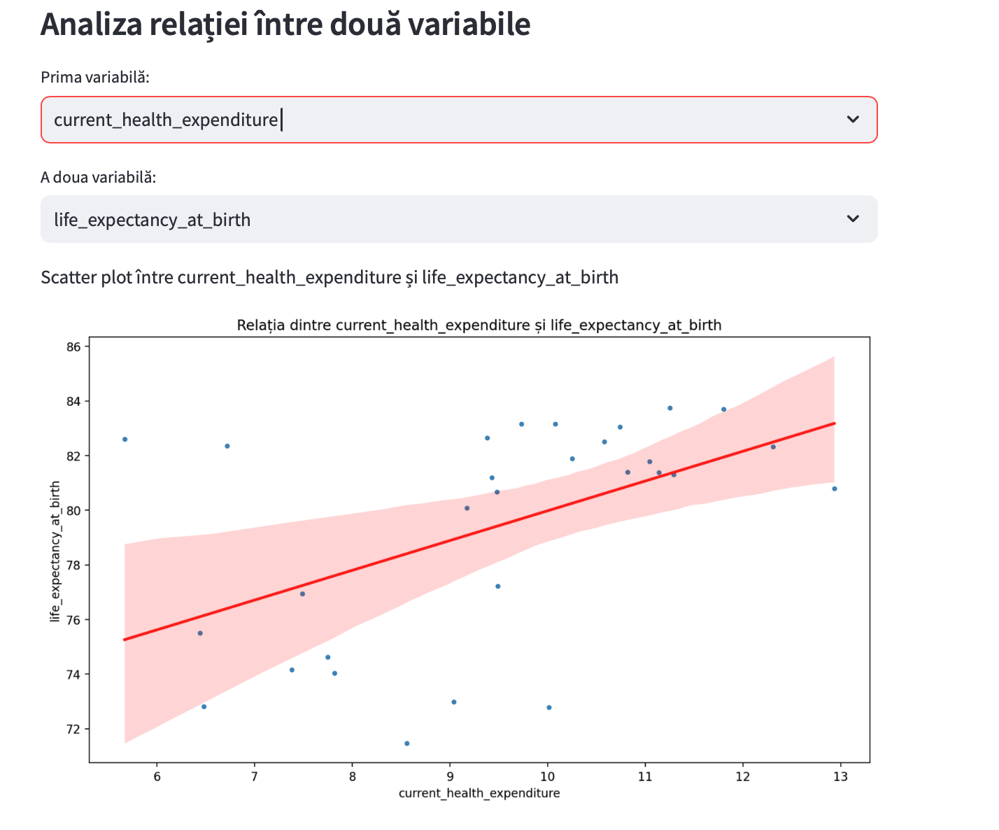 Analiza relației între două variabile
Prima variabilă:
current_health_expenditure
A doua variabilă:
life_expectancy_at_birth
Scatter plot între current_health_expenditure și life_expectancy_at_birth
Relația dintre current_health_expenditure și life_expectancy_at_birth
86
84
82
80
78
76
74
72
life_expectancy_at_birth
6 7 8 9 10 11 12 13
current_health_expenditure